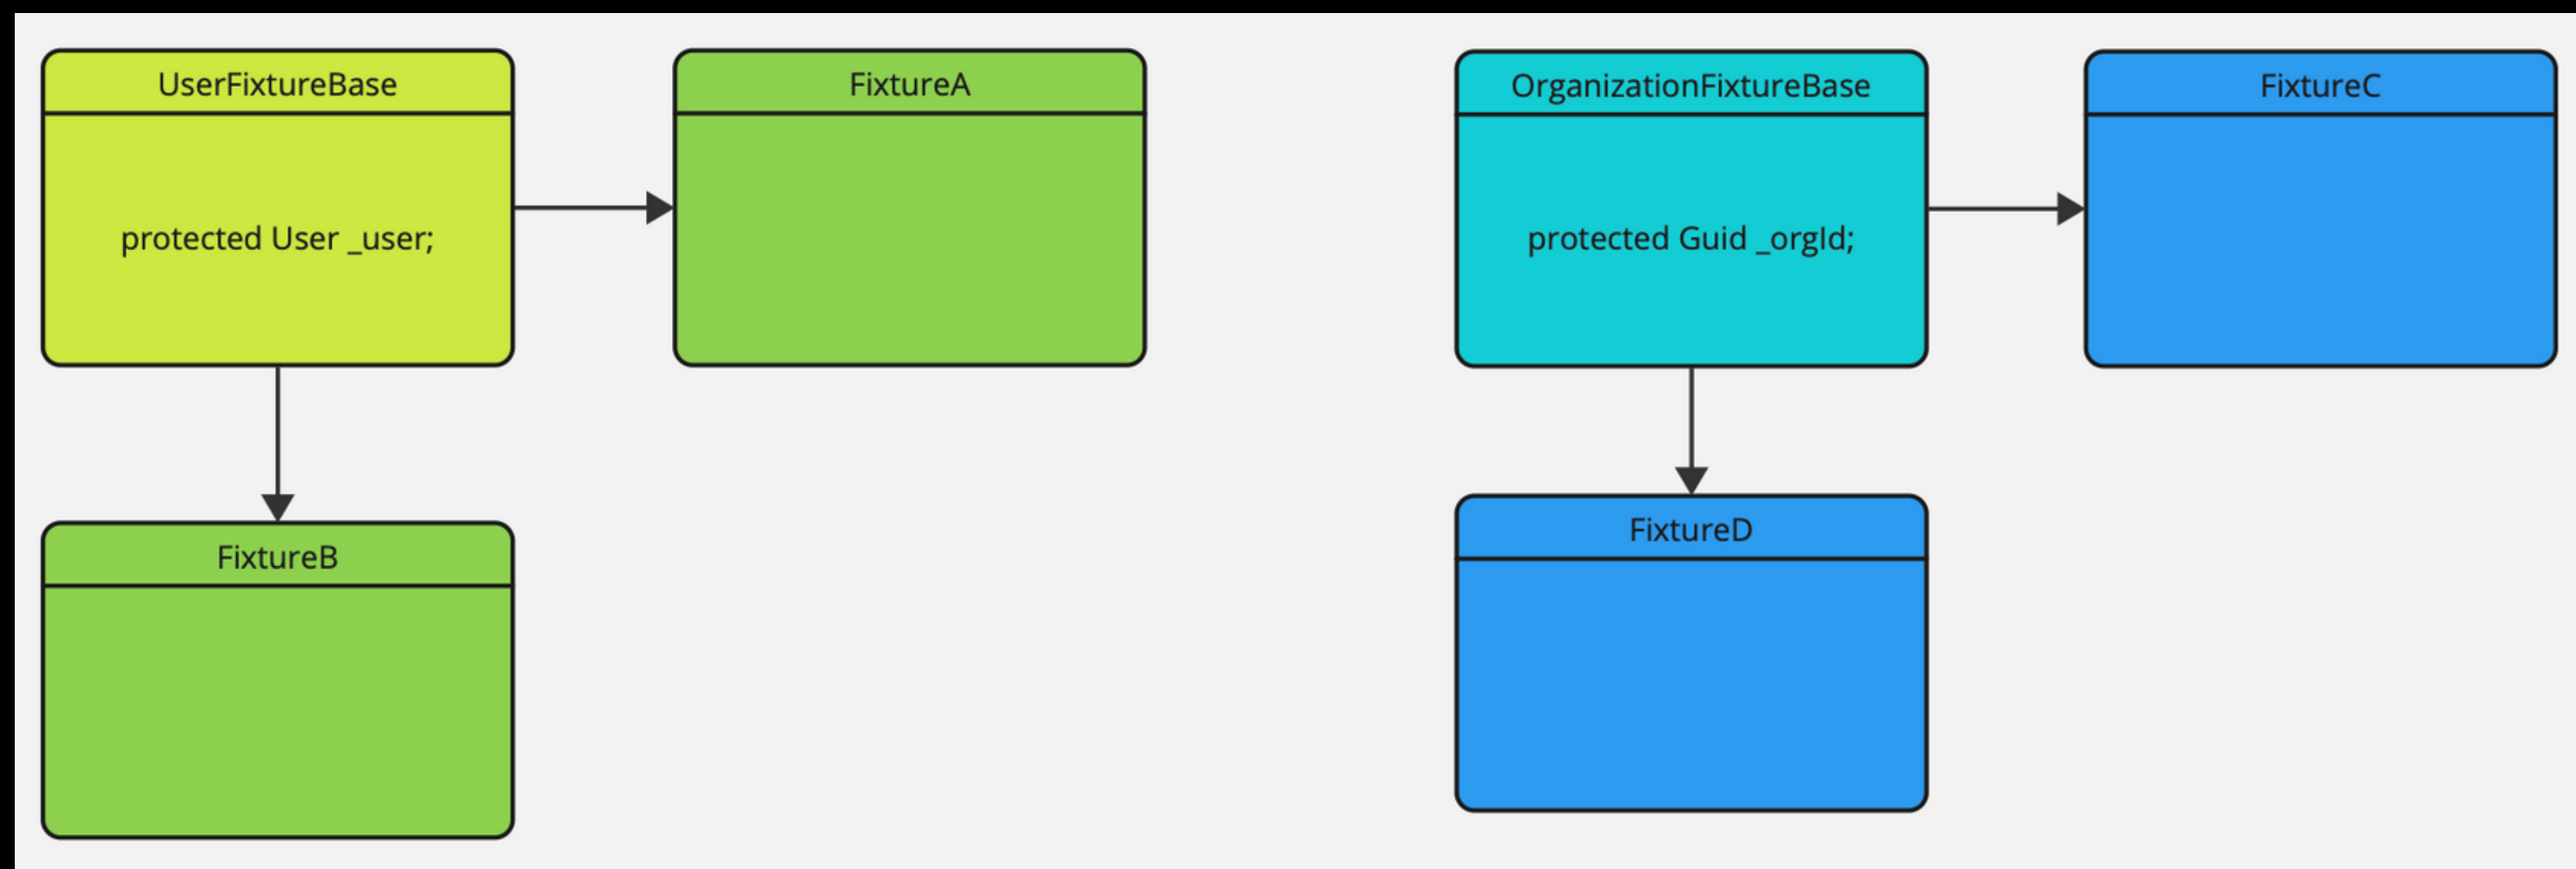 UserFixtureBase
protected User _user;
FixtureA
FixtureB
OrganizationFixtureBase
protected Guid _orgId;
FixtureC
FixtureD